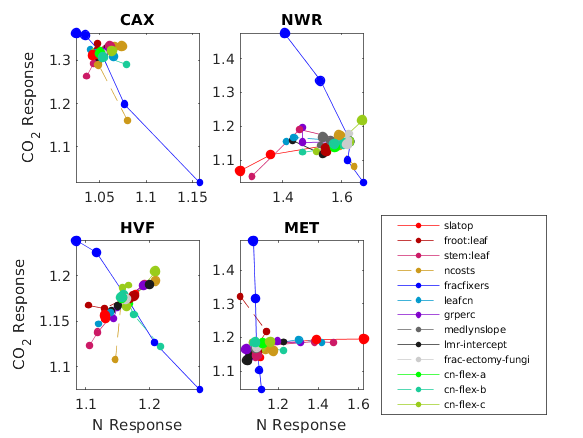 CAX
NWR
CO2 Response
1.3
1.2
1.1
1.05
1.1
1.15
1.4
1.3
1.2
1.1
1.4
1.6
HVF
MET
CO2 Response
1.2
1.15
1.1
1.1
1.2
N Response
1.4
1.3
1.2
1.1
1.2
1.4
1.6
N Response
slatop
froot:leaf
stem:leaf
ncosts
fracfixers
leafcn
grperc
medlynslope
lmr-intercept
frac-ectomy-fungi
cn-flex-a
cn-flex-b
cn-flex-c